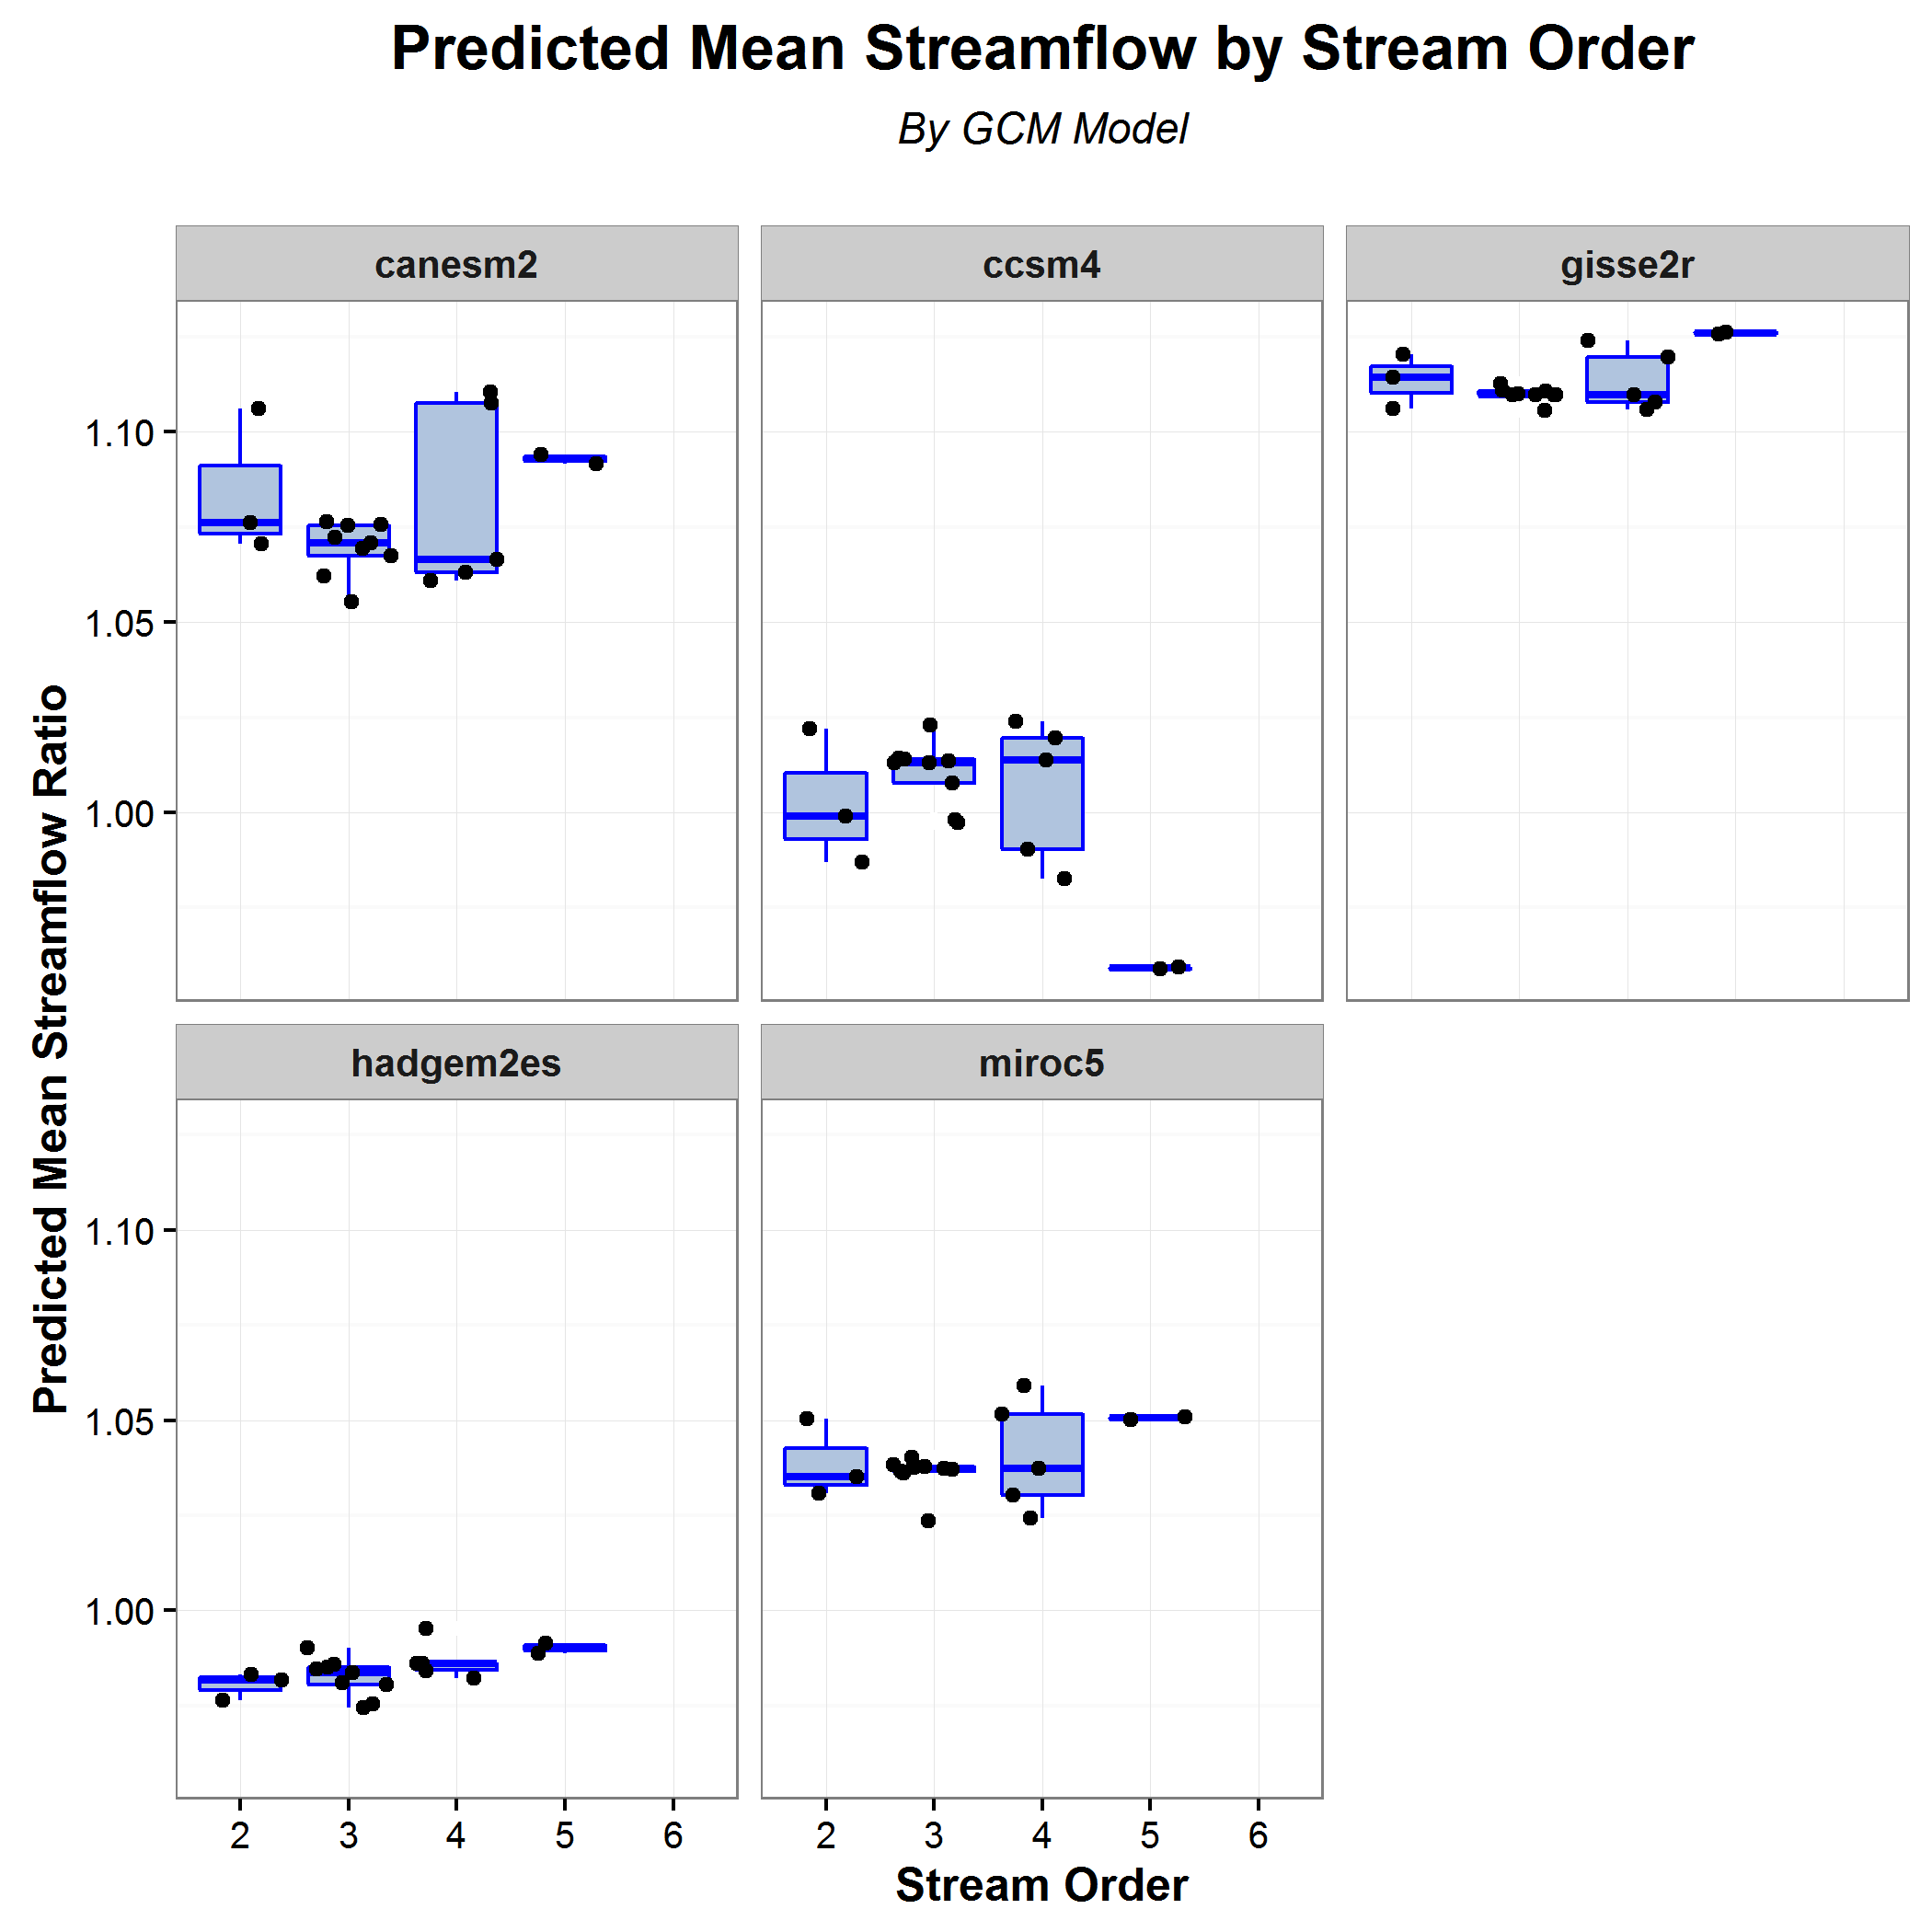 Predicted Mean Streamflow by Stream Order
By GCM Model
canesm2
ccsm4
gisse2r
1.10
1.05
1.00
Predicted Mean Streamflow Ratio
hadgem2es
miroc5
1.10
1.05
1.00
2 3 4 5 6
2 3 4 5 6
Stream Order